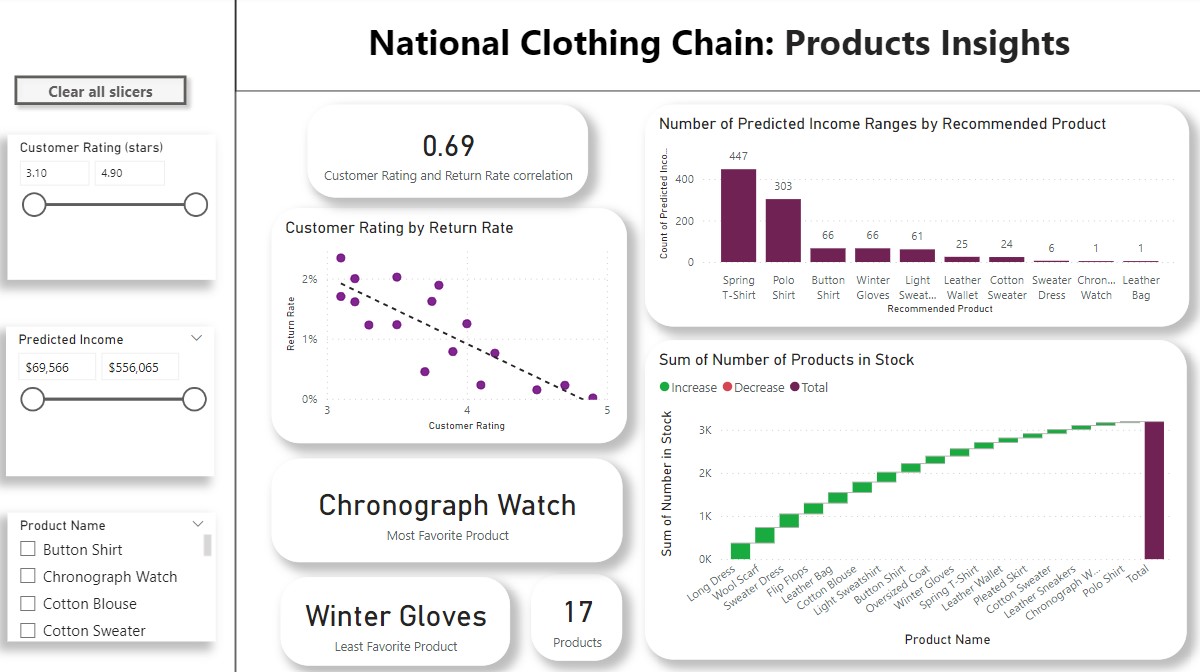 National Clothing Chain: Products Insights
Clear all slicers
Customer Rating (stars)
3.10 4.90
Predicted Income
$69,566 $556,065
Product Name
Button Shirt
Chronograph Watch
Cotton Blouse
Cotton Sweater
0.69
Customer Rating and Return Rate correlation
Customer Rating by Return Rate
Return Rate
2%
1%
0%
3 4 5
Customer Rating
Chronograph Watch
Most Favorite Product
Winter Gloves
Least Favorite Product
17
Products
Number of Predicted Income Ranges by Recommended Product
Count of Predicted Inco...
400
200
0
447 303 66 66 61 25 24 6 1 1
Spring Polo Button Winter Light Leather Cotton Sweater Chron... Leather
T-Shirt Shirt Shirt Gloves Sweat... Wallet Sweater Dress Watch Bag
Recommended Product
Sum of Number of Products in Stock
Increase Decrease Total
Sum of Number in Stock
3K
2K
1K
0K
Long Dress
Wool Scarf
Sweater Dress
Flip Flops
Leather Bag
Cotton Blouse
Light Sweatshirt
Button Shirt
Oversized Coat
Winter Gloves
Spring T-Shirt
Leather Wallet
Pleated Skirt
Cotton Sweater
Leather Sneakers
Chronograph W...
Polo Shirt
Total
Product Name